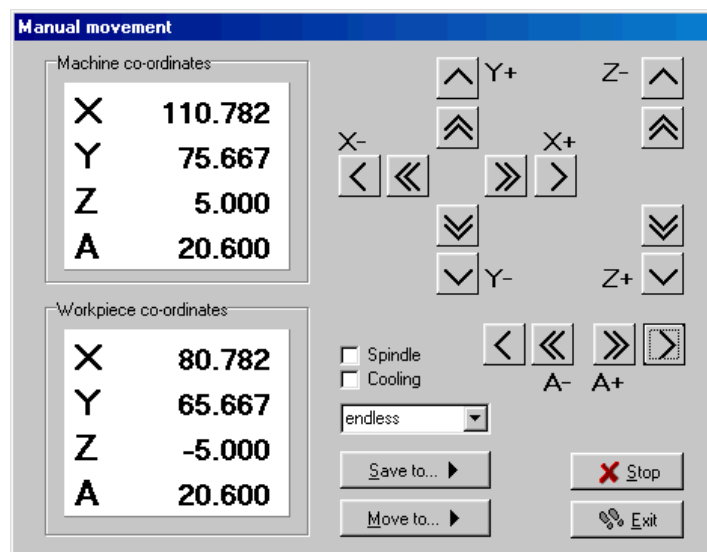 Manual movement
Machine co-ordinates
X 110.782
Y 75.667
Z 5.000
A 20.600
Workpiece co-ordinates
X 80.782
Y 65.667
Z -5.000
A 20.600
Y+
Z-
X-
X+
Y-
Z+
A- A+
Spindle
Cooling
endless
Save to...
Move to...
Stop
Exit